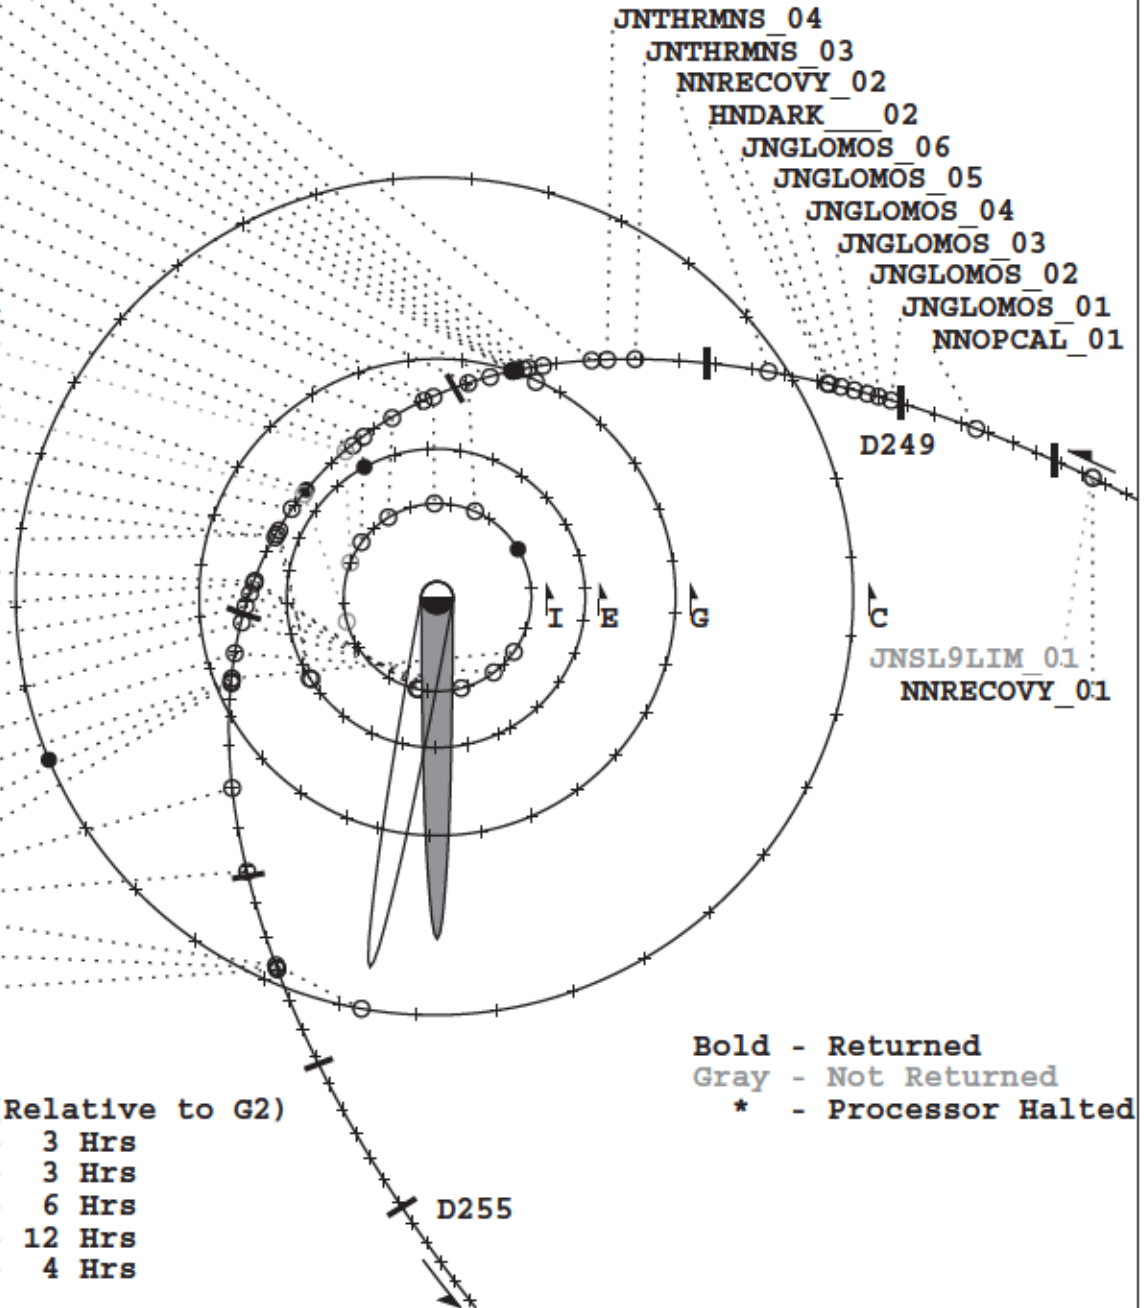 JNTHRMNS_04
JNTHRMNS_03
NNRECOVY_02
HNDARK___02
JNGLOMOS_06
JNGLOMOS_05
JNGLOMOS_04
JNGLOMOS_03
JNGLOMOS_02
JNGLOMOS_01
NNOPCAL_01
D249
I E G C
JNSL9LIM_01
NNRECOVY_01
Bold - Returned
Gray - Not Returned
* - Processor Halted
(Relative to G2)
3 Hrs
3 Hrs
6 Hrs
12 Hrs
4 Hrs
D255